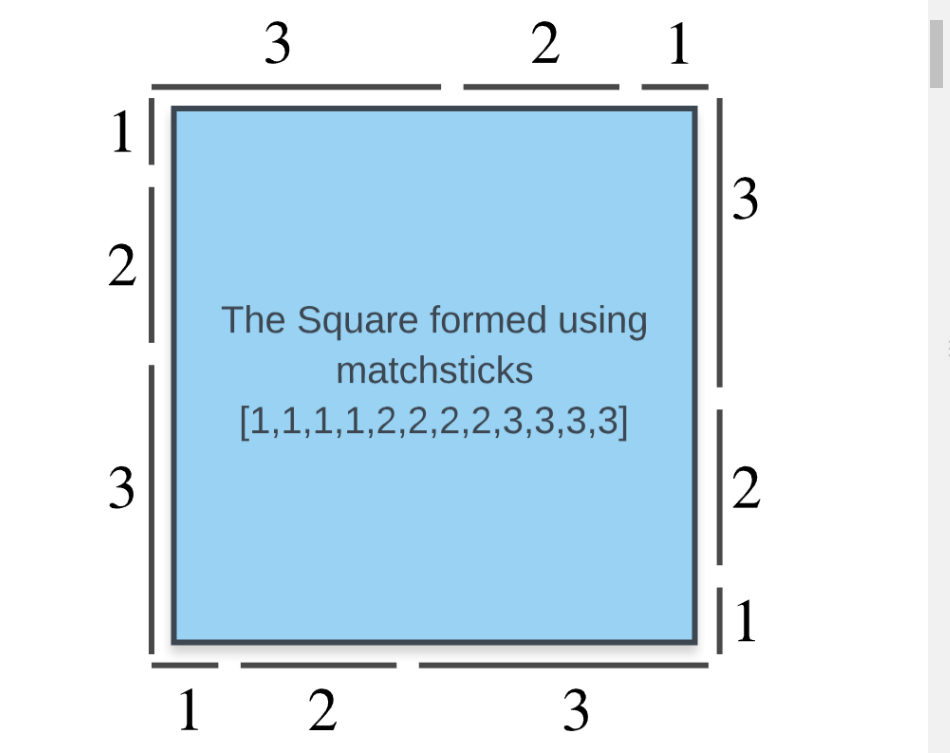 3 2 1
1
3
2
The Square formed using
matchsticks
[1,1,1,1,2,2,2,2,3,3,3,3]
3
2
1
1 2 3